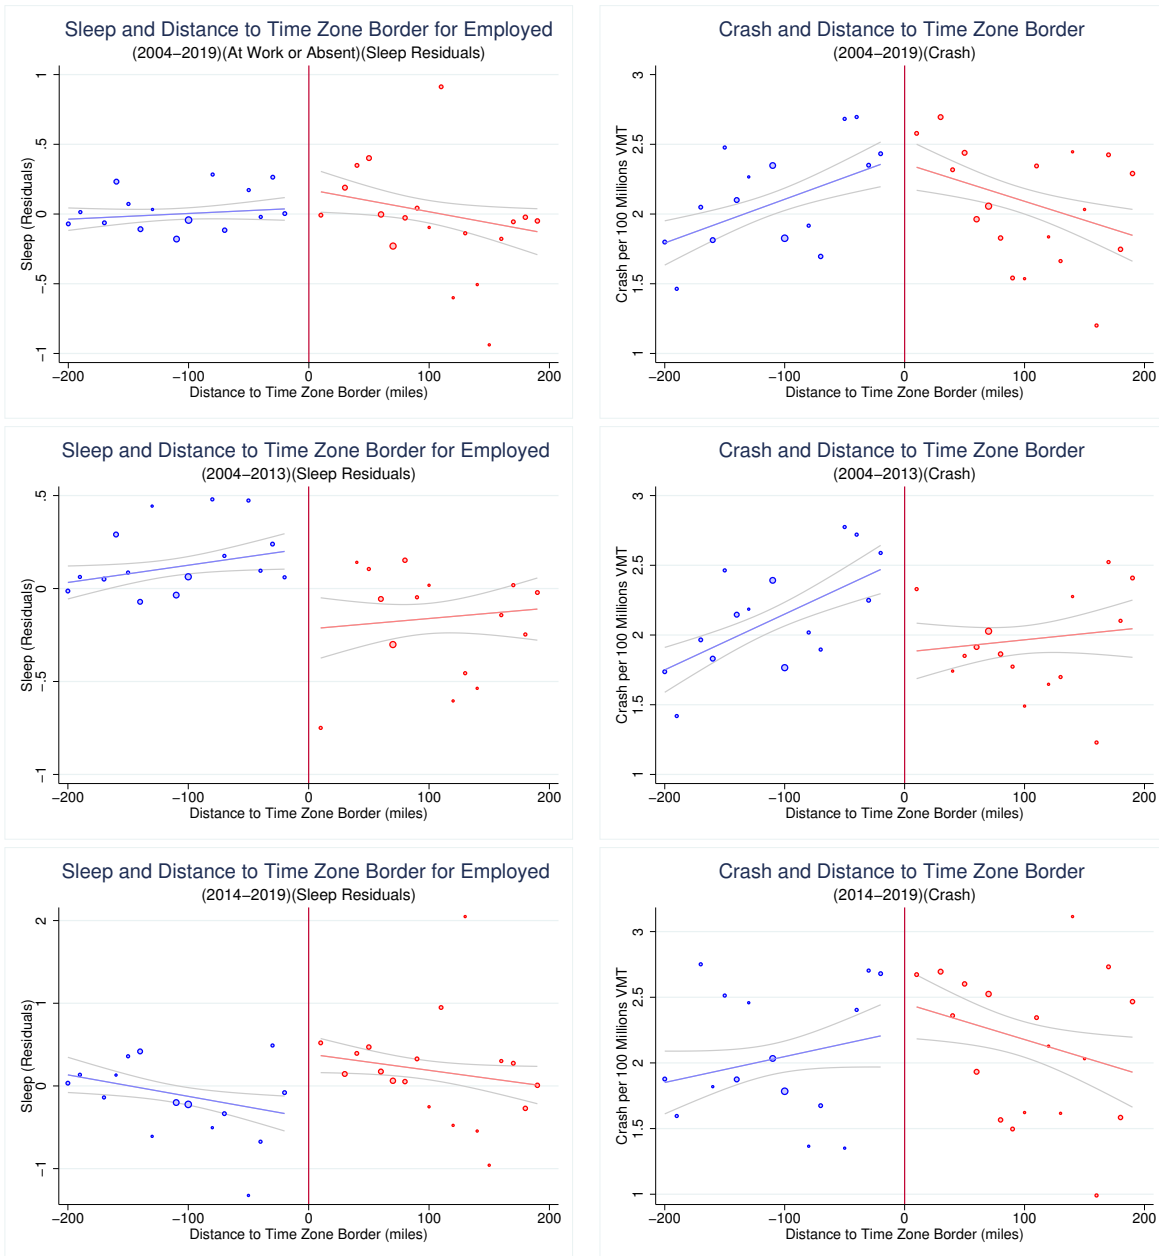 Sleep and Distance to Time Zone Border for Employed
(2004−2019)(At Work or Absent)(Sleep Residuals)
Sleep (Residuals)
1
.5
0
−.5
−1
−200 −100 0 100 200
Distance to Time Zone Border (miles)
Crash and Distance to Time Zone Border
(2004−2019)(Crash)
Crash per 100 Millions VMT
3
2.5
2
1.5
1
−200 −100 0 100 200
Distance to Time Zone Border (miles)
Sleep and Distance to Time Zone Border for Employed
(2004−2013)(Sleep Residuals)
Sleep (Residuals)
.5
0
−.5
−1
−200 −100 0 100 200
Distance to Time Zone Border (miles)
Crash and Distance to Time Zone Border
(2004−2013)(Crash)
Crash per 100 Millions VMT
3
2.5
2
1.5
1
−200 −100 0 100 200
Distance to Time Zone Border (miles)
Sleep and Distance to Time Zone Border for Employed
(2014−2019)(Sleep Residuals)
Sleep (Residuals)
2
1
0
−1
−200 −100 0 100 200
Distance to Time Zone Border (miles)
Crash and Distance to Time Zone Border
(2014−2019)(Crash)
Crash per 100 Millions VMT
3
2.5
2
1.5
1
−200 −100 0 100 200
Distance to Time Zone Border (miles)